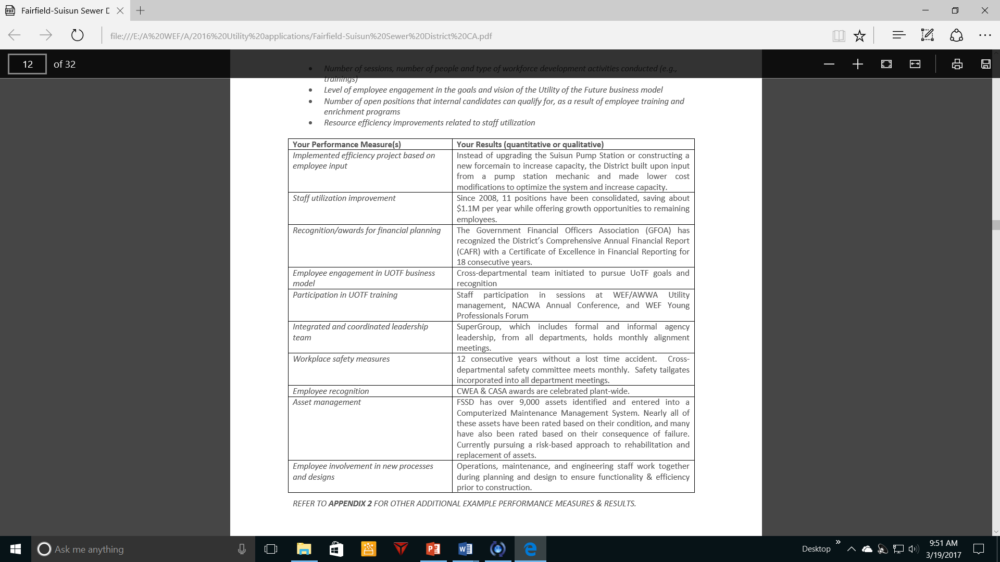 Fairfield-Suisun Sewer D
file:///E:/A%20WEF/A/2016%20Utility%20applications/Fairfield-Suisun%20Sewer%20District%20CA.pdf
12 of 32
• Number of sessions, number of people and type of workforce development activities conducted (e.g.,
trainings)
• Level of employee engagement in the goals and vision of the Utility of the Future business model
• Number of open positions that internal candidates can qualify for, as a result of employee training and
enrichment programs
• Resource efficiency improvements related to staff utilization
Your Performance Measure(s)
Your Results (quantitative or qualitative)
Implemented efficiency project based on
employee input
Instead of upgrading the Suisun Pump Station or constructing a
new forcemain to increase capacity, the District built upon input
from a pump station mechanic and made lower cost
modifications to optimize the system and increase capacity.
Staff utilization improvement
Since 2008, 11 positions have been consolidated, saving about
$1.1M per year while offering growth opportunities to remaining
employees.
Recognition/awards for financial planning
The Government Financial Officers Association (GFOA) has
recognized the District's Comprehensive Annual Financial Report
(CAFR) with a Certificate of Excellence in Financial Reporting for
18 consecutive years.
Employee engagement in UOTF business
model
Cross-departmental team initiated to pursue UoTF goals and
recognition
Participation in UOTF training
Staff participation in sessions at WEF/AWWA Utility
management, NACWA Annual Conference, and WEF Young
Professionals Forum
Integrated and coordinated leadership
team
SuperGroup, which includes formal and informal agency
leadership, from all departments, holds monthly alignment
meetings.
Workplace safety measures
12 consecutive years without a lost time accident. Cross-
departmental safety committee meets monthly. Safety tailgates
incorporated into all department meetings.
Employee recognition
CWEA & CASA awards are celebrated plant-wide.
Asset management
FSSD has over 9,000 assets identified and entered into a
Computerized Maintenance Management System. Nearly all of
these assets have been rated based on their condition, and many
have also been rated based on their consequence of failure.
Currently pursuing a risk-based approach to rehabilitation and
replacement of assets.
Employee involvement in new processes
and designs
Operations, maintenance, and engineering staff work together
during planning and design to ensure functionality & efficiency
prior to construction.
REFER TO APPENDIX 2 FOR OTHER ADDITIONAL EXAMPLE PERFORMANCE MEASURES & RESULTS.
Ask me anything
Desktop
9:51 AM
3/19/2017